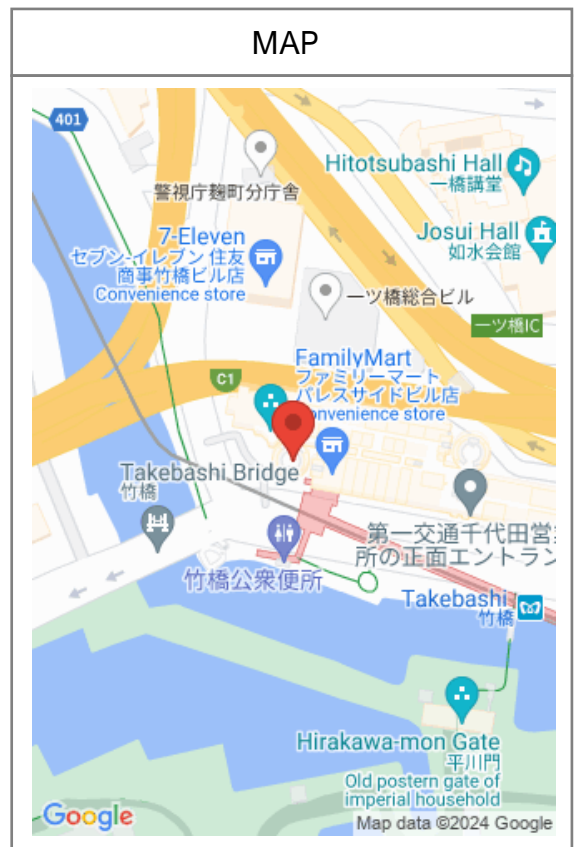 MAP
401
Hitotsubashi Hall
一橋講堂
警視庁麹町分庁舎
7-Eleven
セブン-イレブン 住友
商事竹橋ビル店
Convenience store
Josui Hall
如水会館
一ツ橋総合ビル
一ツ橋IC
C1
FamilyMart
ファミリーマート
パレスサイドビル店
onvenience store
Takebashi Bridge
竹橋
第一交通千代田営
所の正面エントラン
竹橋公衆便所
Takebashi
竹橋
Hirakawa-mon Gate
平川門
Old postern gate of
imperial household
Google
Map data ©2024 Google